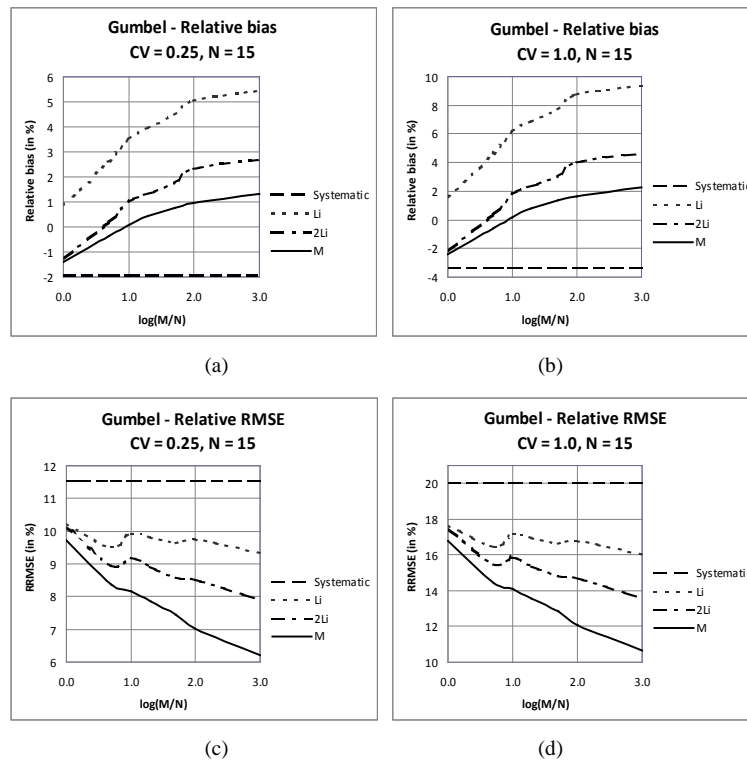 Gumbel - Relative bias
CV = 0.25, N = 15
Relative bias (in %)
6
5
4
3
2
1
0
-1
-2
0.0 1.0 2.0 3.0
log(M/N)
Systematic
Li
2Li
M
(a)
Gumbel - Relative bias
CV = 1.0, N = 15
Relative bias (in %)
10
8
6
4
2
0
-2
-4
0.0 1.0 2.0 3.0
log(M/N)
Systematic
Li
2Li
M
(b)
Gumbel - Relative RMSE
CV = 0.25, N = 15
RRMSE (in %)
12
11
10
9
8
7
6
0.0 1.0 2.0 3.0
log(M/N)
Systematic
Li
2Li
M
(c)
Gumbel - Relative RMSE
CV = 1.0, N = 15
RRMSE (in %)
20
18
16
14
12
10
0.0 1.0 2.0 3.0
log(M/N)
Systemati
Li
2Li
M
(d)